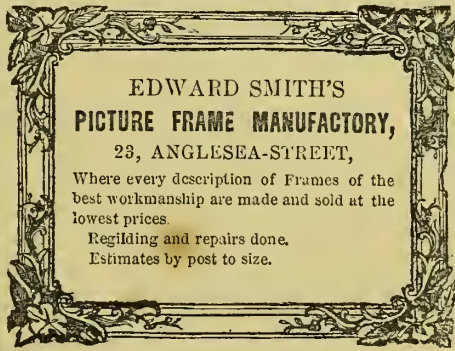 EDWARD SMITH'S
PICTURE FRAME MANUFACTORY,
23, ANGLESEA-STREET,
Where every description of Frames of the
best workmanship are made and sold at the
lowest prices.
Regilding and repairs done.
Estimates by post to size.